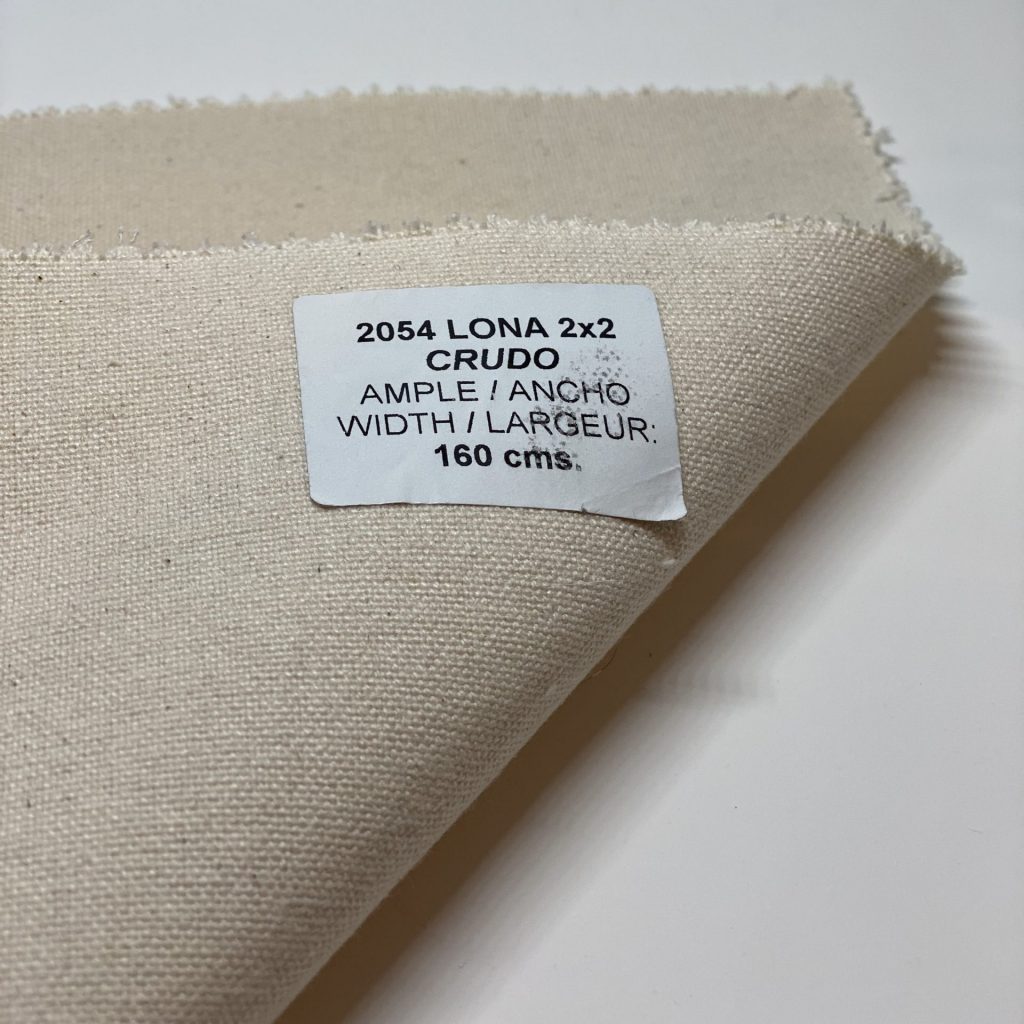 2054 LONA 2x2
CRUDO
AMPLE / ANCHO
WIDTH / LARGEUR:
160 cms.